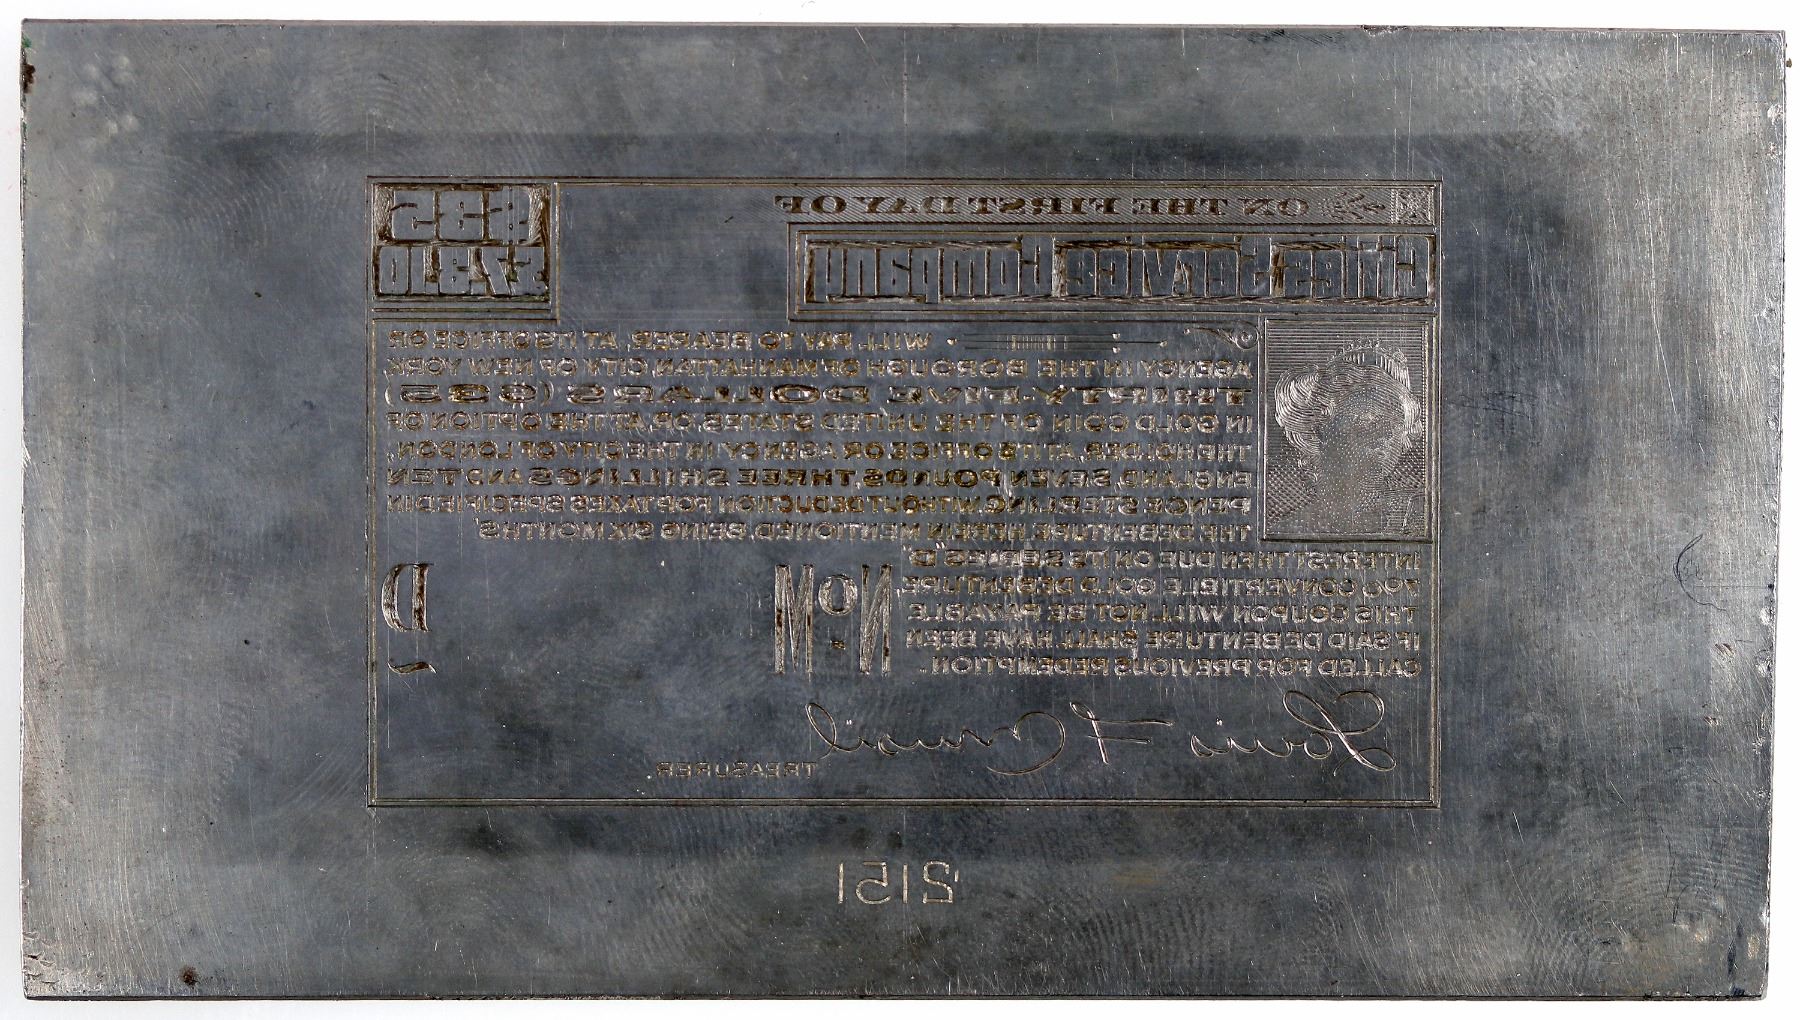 ON THE FIRST DAY OF
$35
£7.3.10
Cities Service Company
WILL PAY TO BEARER, AT ITS OFFICE OR
AGENCY IN THE BOROUGH OF MANHATTAN, CITY OF NEW YORK,
THIRTY-FIVE DOLLARS ($35)
IN GOLD COIN OF THE UNITED STATES, OR, AT THE OPTION OF
THE HOLDER, AT ITS OFFICE OR AGENCY IN THE CITY OF LONDON,
ENGLAND, SEVEN POUNDS, THREE SHILLINGS AND TEN
PENCE STERLING, WITHOUT DEDUCTION FOR TAXES SPECIFIED IN
THE DEBENTURE HEREIN MENTIONED, BEING SIX MONTHS'
INTEREST THEN DUE ON ITS SERIES "D",
7% CONVERTIBLE GOLD DEBENTURE,
THIS COUPON WILL NOT BE PAYABLE
IF SAID DEBENTURE SHALL HAVE BEEN
CALLED FOR PREVIOUS REDEMPTION.
No M
D
Louis F
TREASURER.
2151